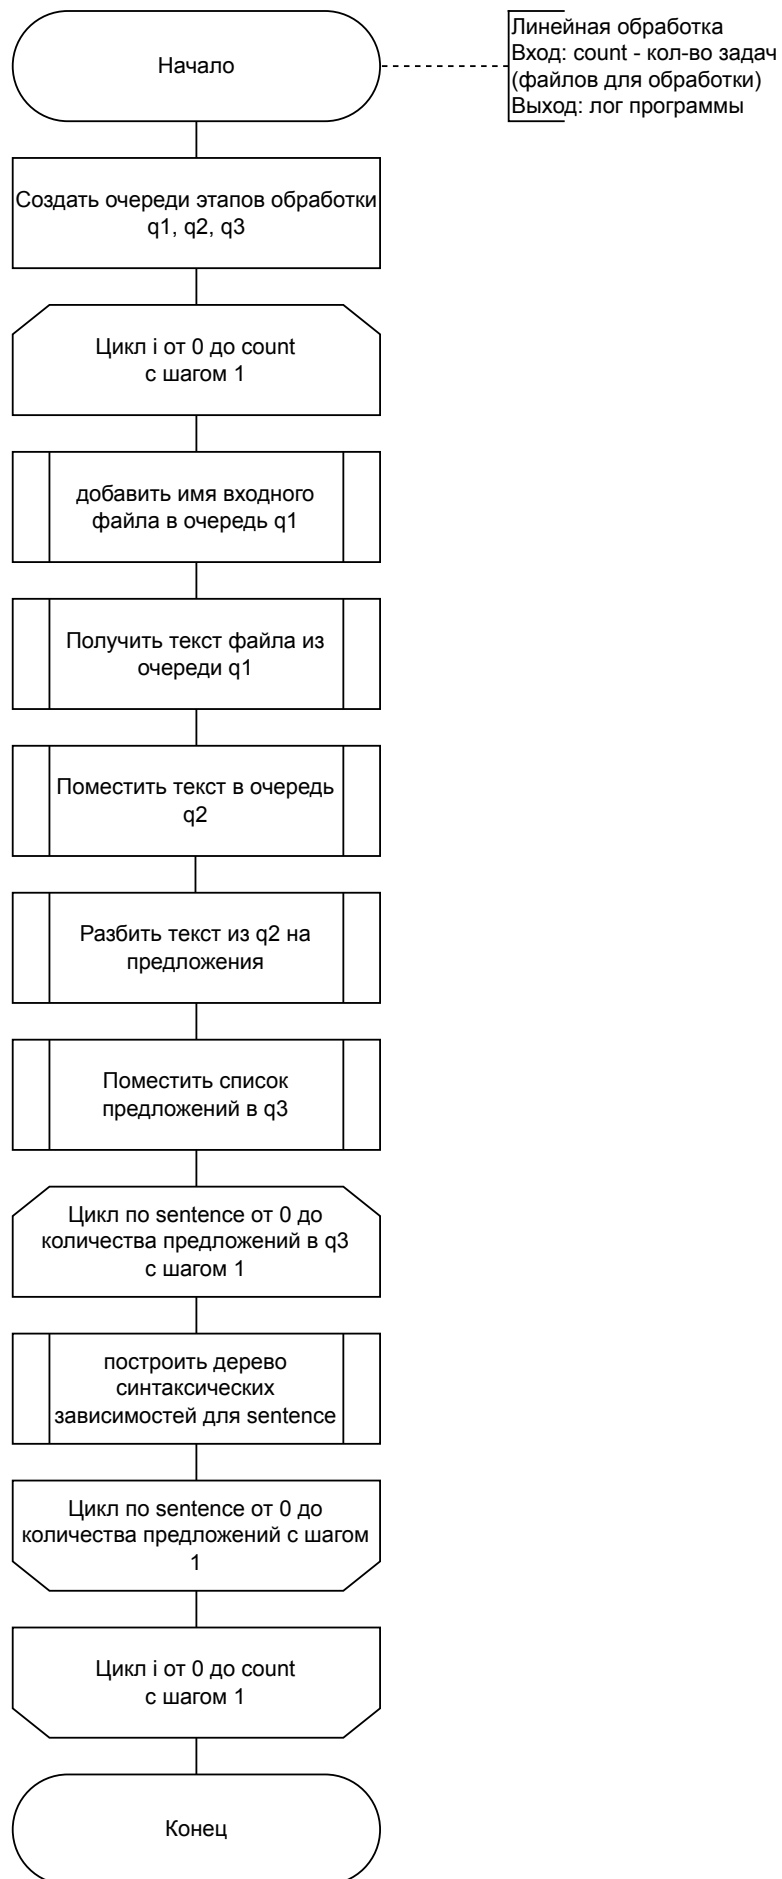 Начало
Линейная обработка
Вход: count - кол-во задач
(файлов для обработки)
Выход: лог программы
Создать очереди этапов обработки
q1, q2, q3
Цикл i от 0 до count
с шагом 1
добавить имя входного
файла в очередь q1
Получить текст файла из
очереди q1
Поместить текст в очередь
q2
Разбить текст из q2 на
предложения
Поместить список
предложений в q3
Цикл по sentence от 0 до
количества предложений в q3
с шагом 1
построить дерево
синтаксических
зависимостей для sentence
Цикл по sentence от 0 до
количества предложений с шагом
1
Цикл i от 0 до count
с шагом 1
Конец